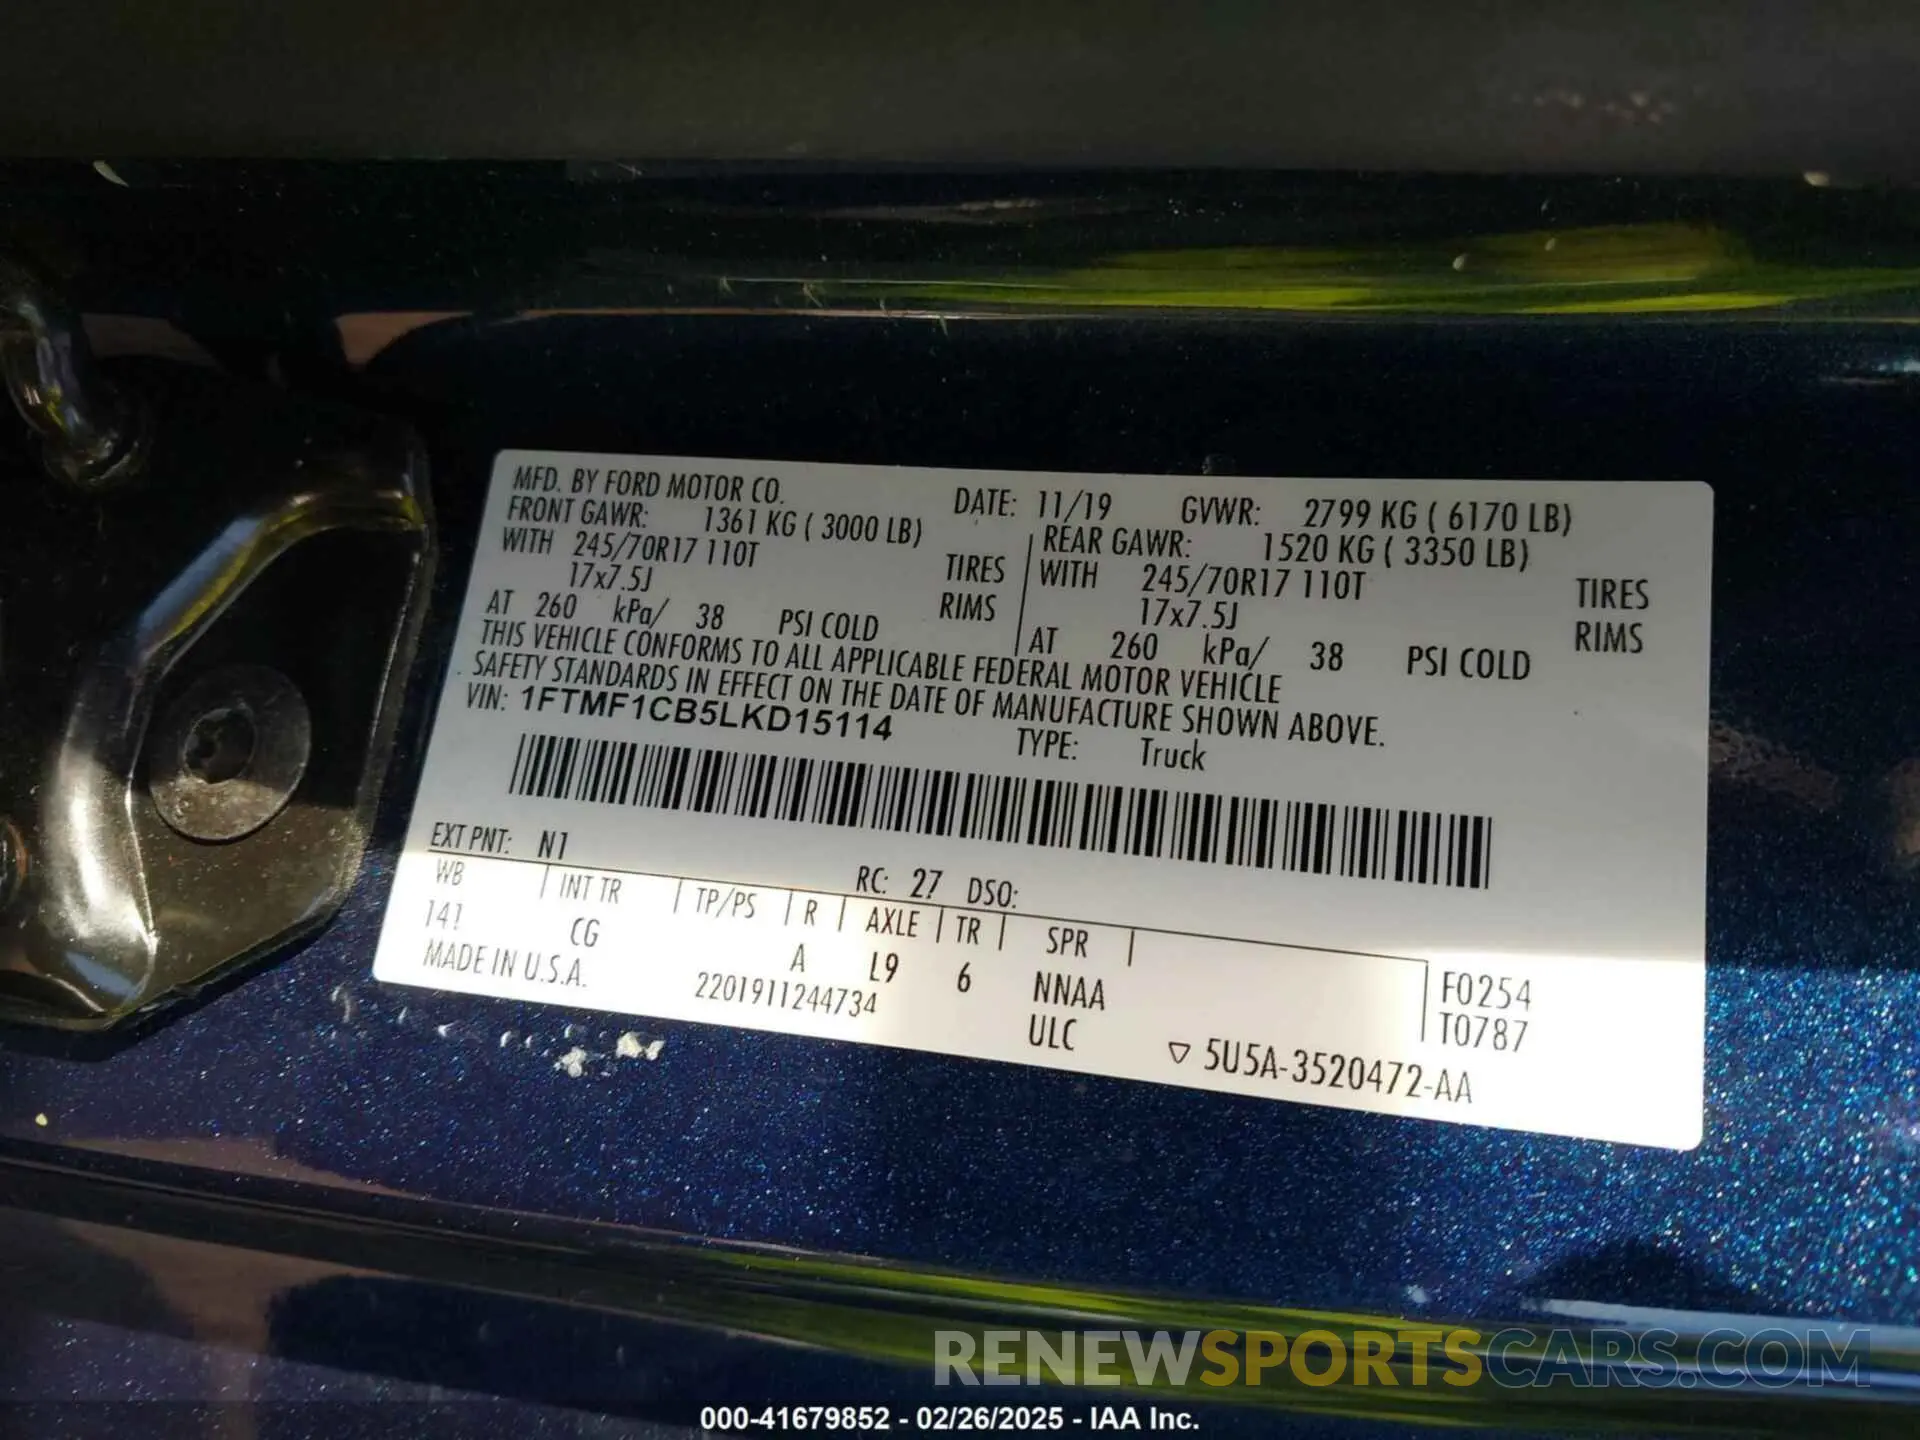 MFD. BY FORD MOTOR CO. DATE: 11/19 GVWR: 2799 KG ( 6170 LB)
FRONT GAWR: 1361 KG ( 3000 LB) REAR GAWR: 1520 KG ( 3350 LB)
WITH 245/70R17 110T TIRES WITH 245/70R17 110T TIRES
17x7.5J RIMS 17x7.5J RIMS
AT 260 kPa/ 38 PSI COLD AT 260 kPa/ 38 PSI COLD
THIS VEHICLE CONFORMS TO ALL APPLICABLE FEDERAL MOTOR VEHICLE
SAFETY STANDARDS IN EFFECT ON THE DATE OF MANUFACTURE SHOWN ABOVE.
VIN: 1FTMF1CB5LKD15114 TYPE: Truck
EXT PNT: N1 RC: 27 DSO:
WB INT TR TP/PS R AXLE TR SPR
141 CG A L9 6 NNAA F0254
ULC T0787
MADE IN U.S.A. 2201911244734 ▽ 5U5A-3520472-AA
RENEWSPORTSCARS.COM
000-41679852 - 02/26/2025 - IAA Inc.